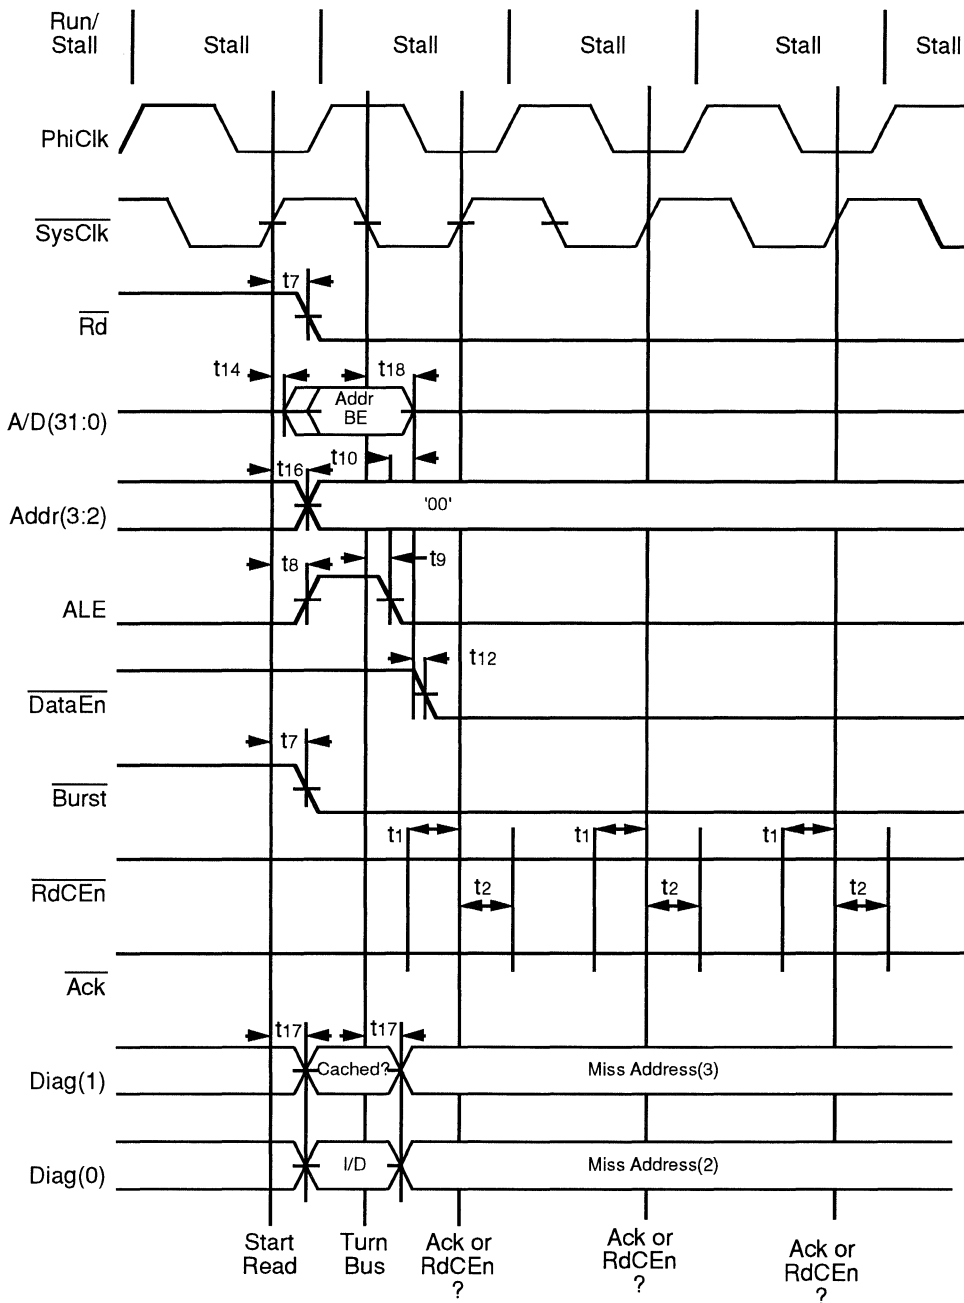 Run/
Stall
Stall
Stall
Stall
Stall
Stall
PhiClk
SysClk
t7
Rd
t14
t18
Addr
BE
A/D(31:0)
t16
t10
'00'
Addr(3:2)
t8
t9
ALE
t12
DataEn
t7
Burst
t1
t1
t1
RdCEn
t2
t2
t2
Ack
t17
t17
Cached?
Miss Address(3)
Diag(1)
I/D
Miss Address(2)
Diag(0)
Start
Read
Turn
Bus
Ack or
RdCEn
?
Ack or
RdCEn
?
Ack or
RdCEn
?